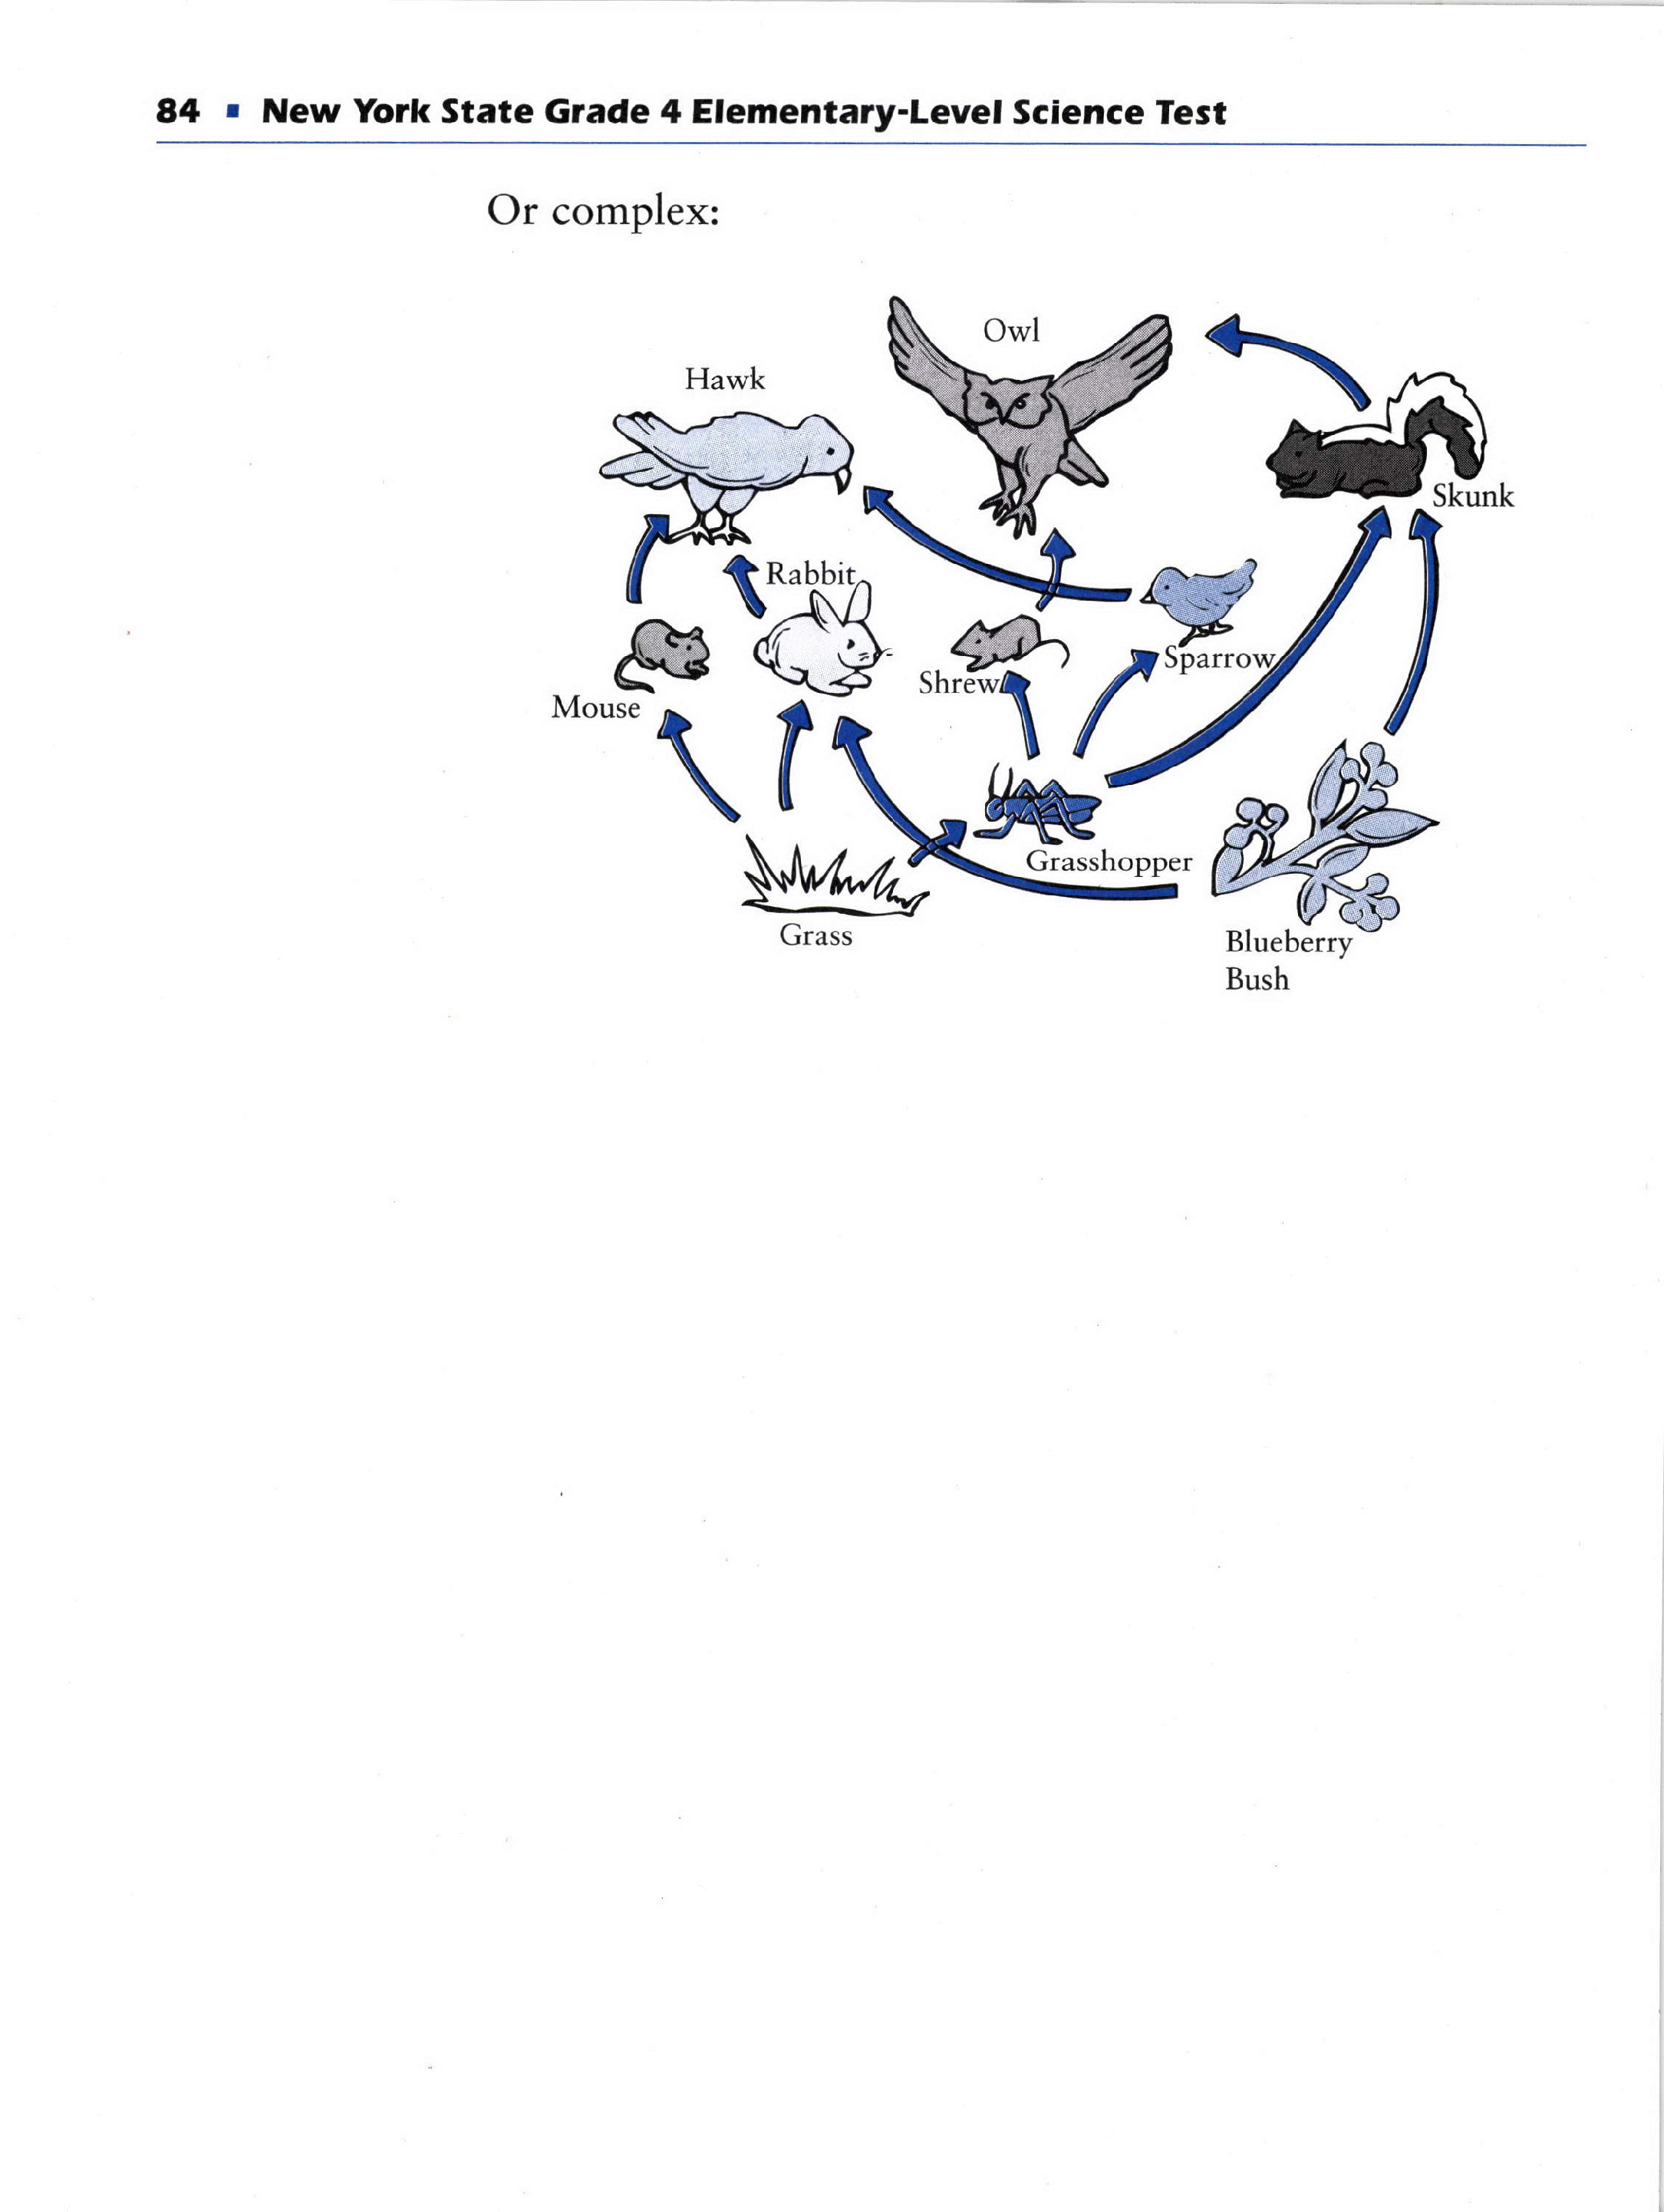 84 ▪ New York State Grade 4 Elementary-Level Science Test
Or complex:
Owl
Hawk
Skunk
Rabbit
Sparrow
Shrew
Mouse
Grasshopper
Grass
Blueberry
Bush